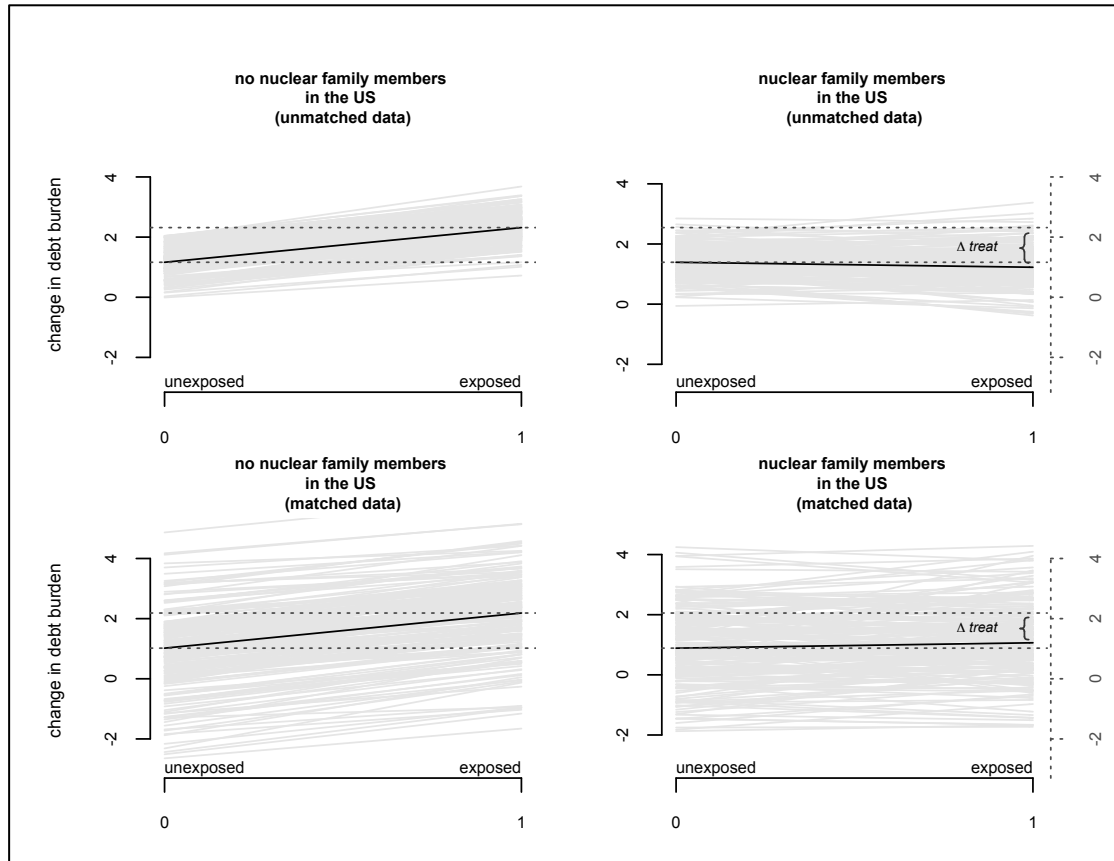 no nuclear family members
in the US
(unmatched data)
nuclear family members
in the US
(unmatched data)
change in debt burden
4
2
0
-2
unexposed
exposed
0
1
4
2
0
-2
Δ treat
unexposed
exposed
0
1
4
2
0
-2
no nuclear family members
in the US
(matched data)
nuclear family members
in the US
(matched data)
change in debt burden
4
2
0
-2
unexposed
exposed
0
1
4
2
0
-2
Δ treat
unexposed
exposed
0
1
4
2
0
-2